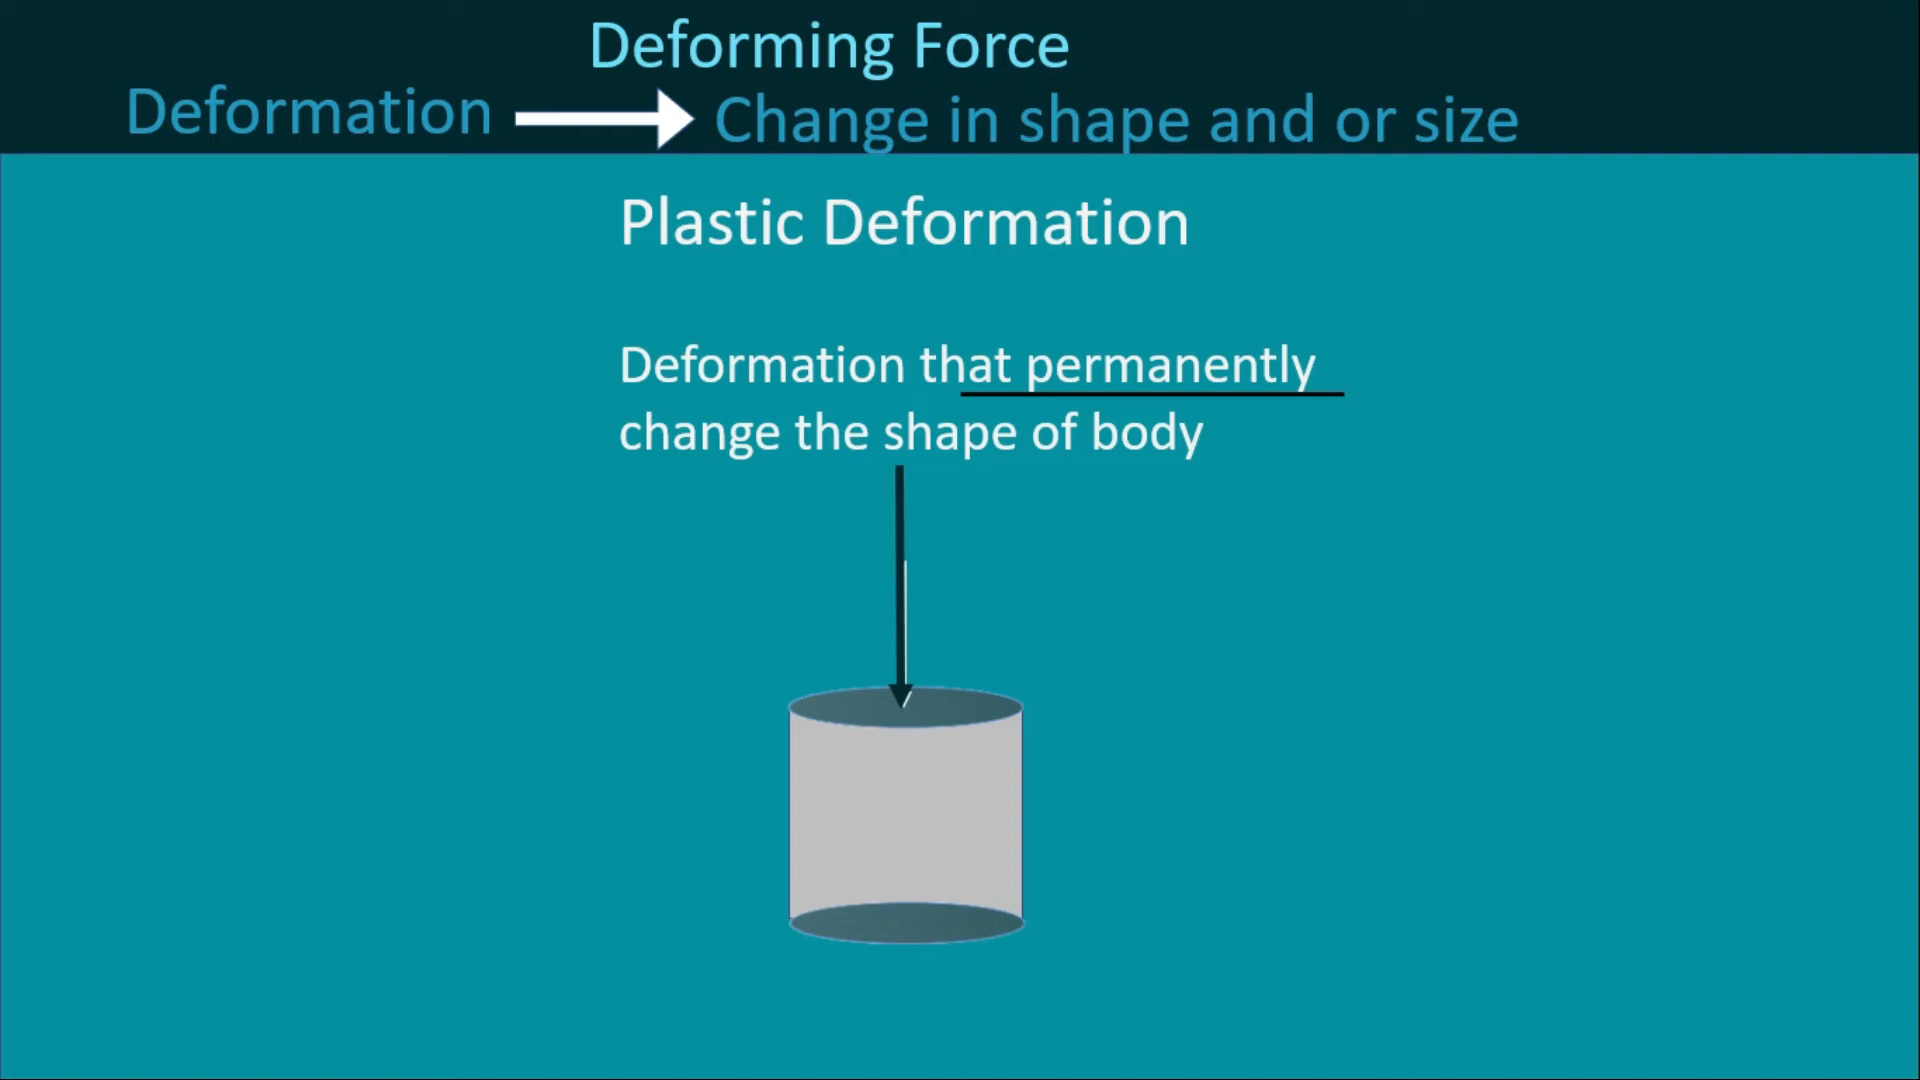 Deforming Force
Deformation
Change in shape and or size
Plastic Deformation
Deformation that permanently
change the shape of body